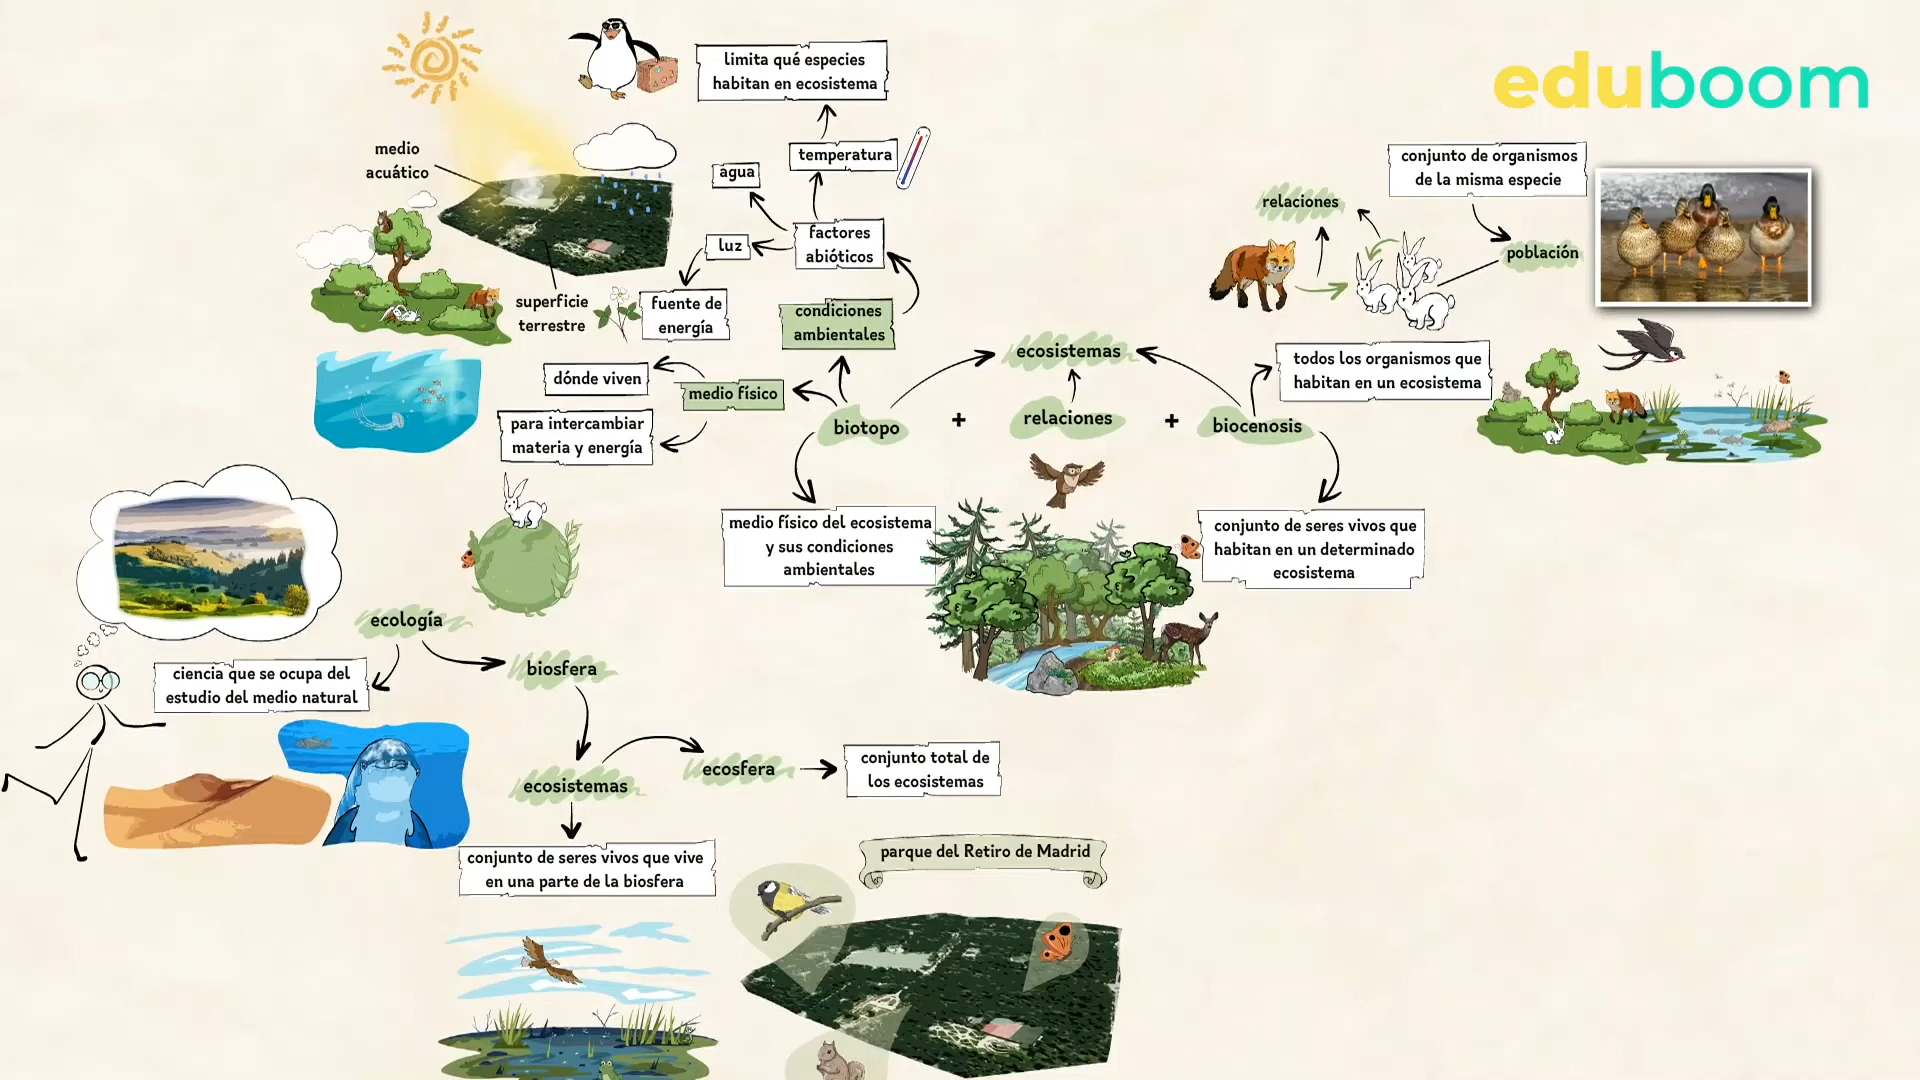 eduboom
limita qué especies
habitan en ecosistema
medio
acuático
temperatura
agua
luz
factores
abióticos
superficie
terrestre
fuente de
energía
condiciones
ambientales
dónde viven
medio físico
para intercambiar
materia y energía
biotopo
+
relaciones
+
biocenosis
ecosistemas
medio físico del ecosistema
y sus condiciones
ambientales
conjunto de seres vivos que
habitan en un determinado
ecosistema
todos los organismos que
habitan en un ecosistema
relaciones
conjunto de organismos
de la misma especie
población
ecología
ciencia que se ocupa del
estudio del medio natural
biosfera
ecosistemas
ecosfera
conjunto total de
los ecosistemas
conjunto de seres vivos que vive
en una parte de la biosfera
parque del Retiro de Madrid